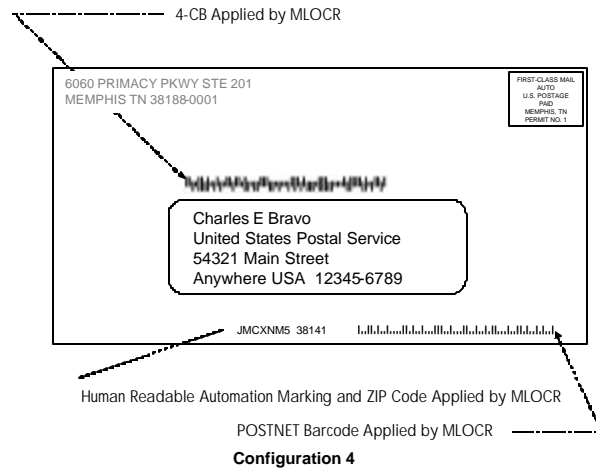 4-CB Applied by MLOCR
6060 PRIMACY PKWY STE 201
MEMPHIS TN 38188-0001
FIRST-CLASS MAIL
AUTO
U.S. POSTAGE
PAID
MEMPHIS, TN
PERMIT NO. 1
Charles E Bravo
United States Postal Service
54321 Main Street
Anywhere USA 12345-6789
JMCXNM5 38141
Human Readable Automation Marking and ZIP Code Applied by MLOCR
POSTNET Barcode Applied by MLOCR
Configuration 4